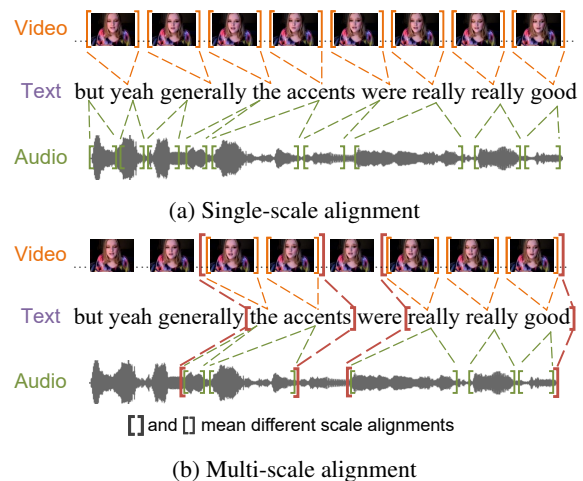 Video
Text but yeah generally the accents were really really good
Audio
(a) Single-scale alignment
Video
Text but yeah generally [the accents] were [really really good]
Audio
[] and [] mean different scale alignments
(b) Multi-scale alignment